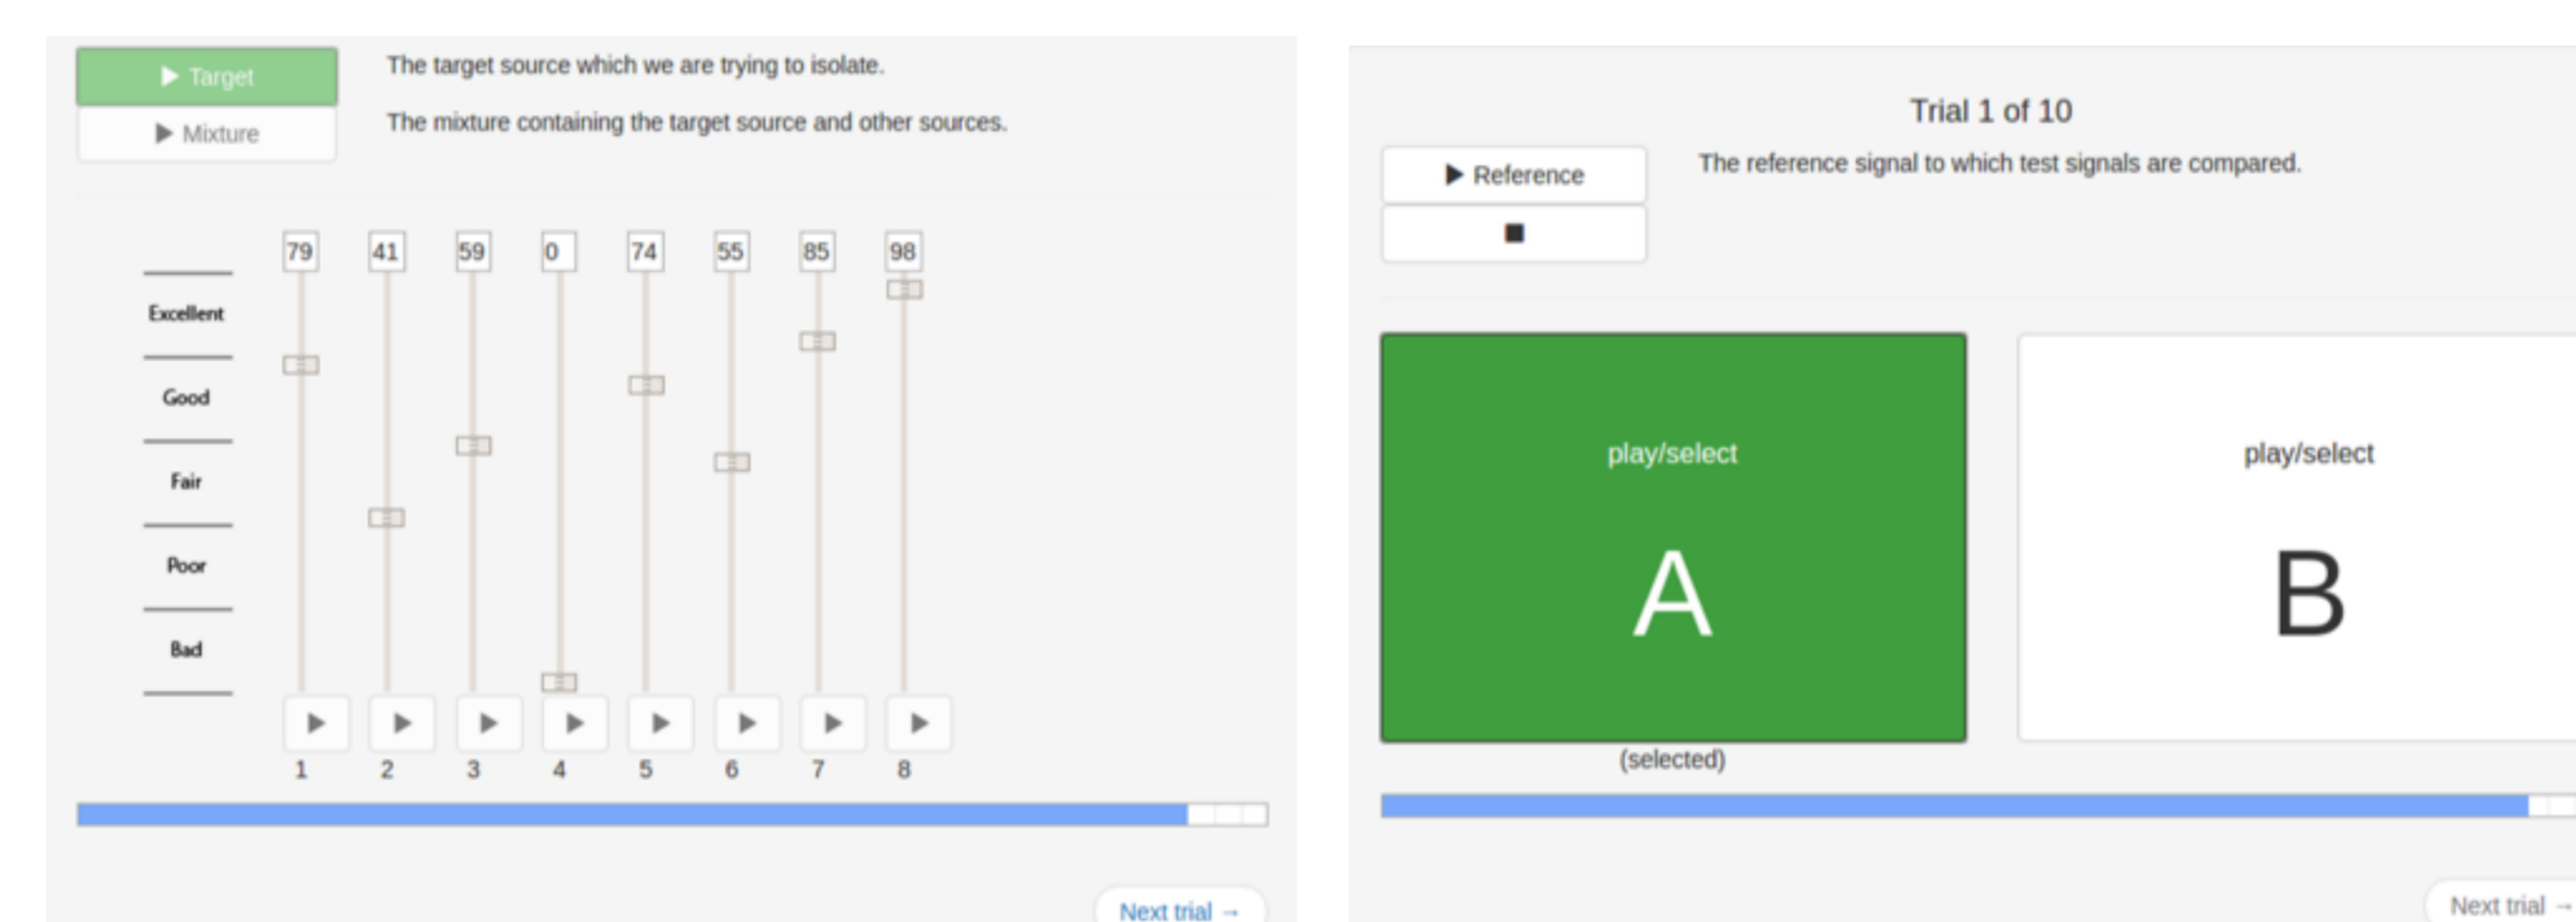 Target
The target source which we are trying to isolate.
Mixture
The mixture containing the target source and other sources.
79 41 59 0 74 55 85 98
Excellent
Good
Fair
Poor
Bad
1 2 3 4 5 6 7 8
Next trial →
Trial 1 of 10
Reference
The reference signal to which test signals are compared.
play/select
A
(selected)
play/select
B
Next trial →